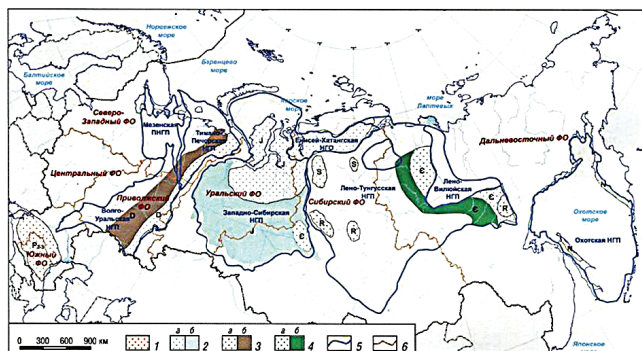 Норвежское
море
Баренцево
море
Балтийское
море
Карское
море
море
Лаптевых
Северо-
Западный ФО
Мезенская
ПНГП
Тимано-
Печорская
НГП
Енисей-Хатангская
НГО
Дальневосточный ФО
Центральный ФО
Приволжский
ФО
Уральский ФО
Сибирский ФО
Лено-Тунгусская
НГП
Лено-
Вилюйская
НГП
Волго-
Уральская
НГП
Западно-Сибирская
НГП
Охотское
море
Охотская НГП
Южный
ФО
Японское
море
J
S
S
Є
Є
Є
R
R
R
D
D
0 300 600 900 км
1
а б 2
а б 3
а б 4
5
6